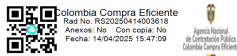 Colombia Compra Eficiente
Rad No. RS20250414003618
Anexos: No Con copia: No
Fecha: 14/04/2025 15:47:09
Agencia Nacional
de Contratación Pública
Colombia Compra Eficiente